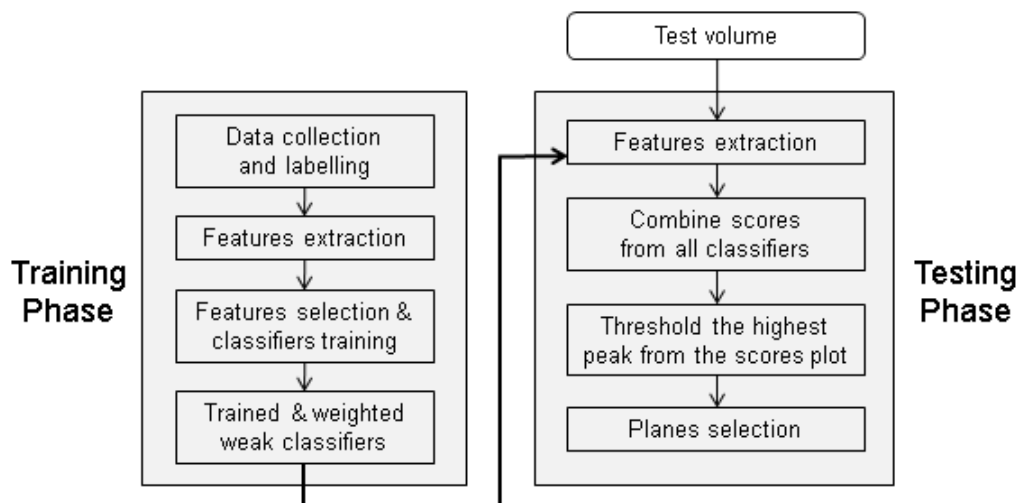 Training
Phase
Data collection
and labelling
Features extraction
Features selection &
classifiers training
Trained & weighted
weak classifiers
Test volume
Features extraction
Combine scores
from all classifiers
Threshold the highest
peak from the scores plot
Planes selection
Testing
Phase